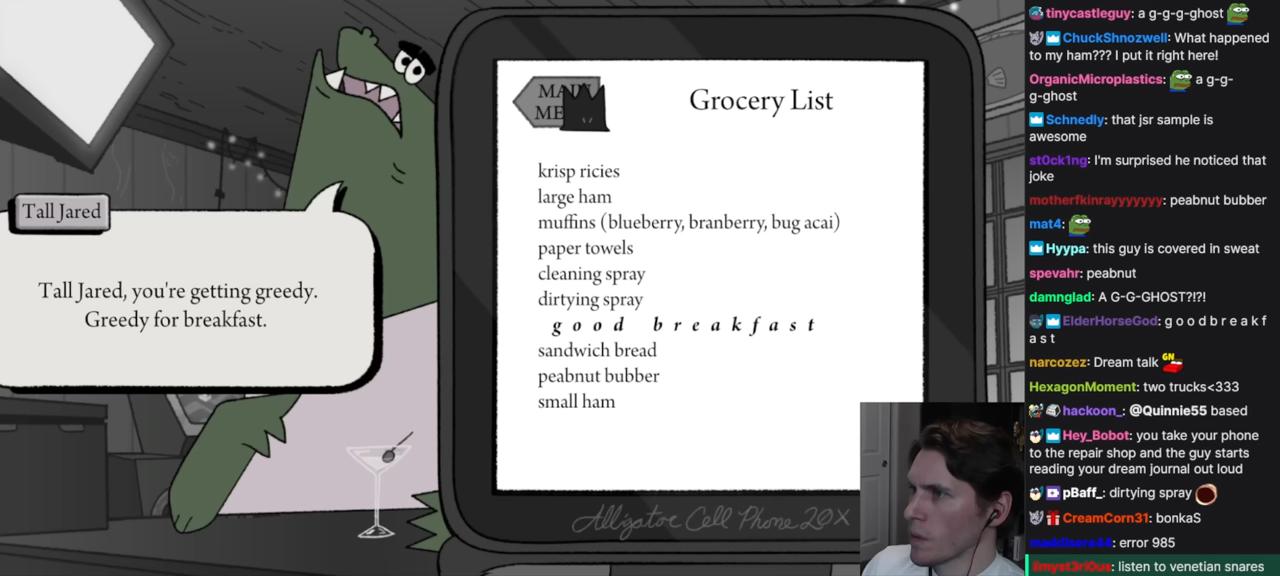 Tall Jared
Tall Jared, you're getting greedy.
Greedy for breakfast.
MAIN
ME
Grocery List
krisp ricies
large ham
muffins (blueberry, branberry, bug acai)
paper towels
cleaning spray
dirtying spray
good breakfast
sandwich bread
peabnut bubber
small ham
Alligator Cell Phone 20X
tinycastleguy: a g-g-g-ghost
ChuckShnozwell: What happened
to my ham??? I put it right here!
OrganicMicroplastics: a g-g-
g-ghost
Schnedly: that jsr sample is
awesome
st0ck1ng: I'm surprised he noticed that
joke
motherfkinrayyyyyyy: peabnut bubber
mat4:
Hyypa: this guy is covered in sweat
spevahr: peabnut
damnglad: A G-G-GHOST?!?!
ElderHorseGod: g o o d b r e a k f
a s t
narcozez: Dream talk GN
HexagonMoment: two trucks<333
hackoon_: @Quinnie55 based
Hey_Bobot: you take your phone
to the repair shop and the guy starts
reading your dream journal out loud
pBaff_: dirtying spray
CreamCorn31: bonkaS
maddisora44: error 985
listen to venetian snares